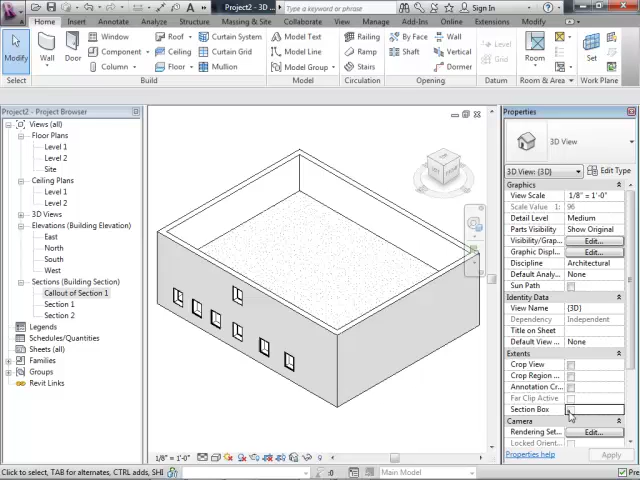 Project2 - 3D ...
Type a keyword or phrase
Sign In
Home Insert Annotate Analyze Structure Massing & Site Collaborate View Manage Add-Ins Online Extensions Modify
Modify Wall Door Window Component Column Roof Ceiling Floor Curtain System Curtain Grid Mullion Model Text Model Line Model Group Railing Ramp Stairs By Face Shaft Wall Vertical Dormer Level Grid Room Set
Select Build Model Circulation Opening Datum Room & Area Work Plane
Project2 - Project Browser
Views (all)
Floor Plans
Level 1
Level 2
Site
Ceiling Plans
Level 1
Level 2
3D Views
Elevations (Building Elevation)
East
North
South
West
Sections (Building Section)
Callout of Section 1
Section 1
Section 2
Legends
Schedules/Quantities
Sheets (all)
Families
Groups
Revit Links
Properties
3D View
3D View: {3D} Edit Type
Graphics
View Scale 1/8" = 1'-0"
Scale Value 1: 96
Detail Level Medium
Parts Visibility Show Original
Visibility/Grap... Edit...
Graphic Displ... Edit...
Discipline Architectural
Default Analy... None
Sun Path
Identity Data
View Name {3D}
Dependency Independent
Title on Sheet
Default View ... None
Extents
Crop View
Crop Region ...
Annotation Cr...
Far Clip Active
Section Box
Camera
Rendering Set... Edit...
Locked Orient...
Properties help Apply
1/8" = 1'-0"
Click to select, TAB for alternates, CTRL adds, SHI :0 Main Model Pre